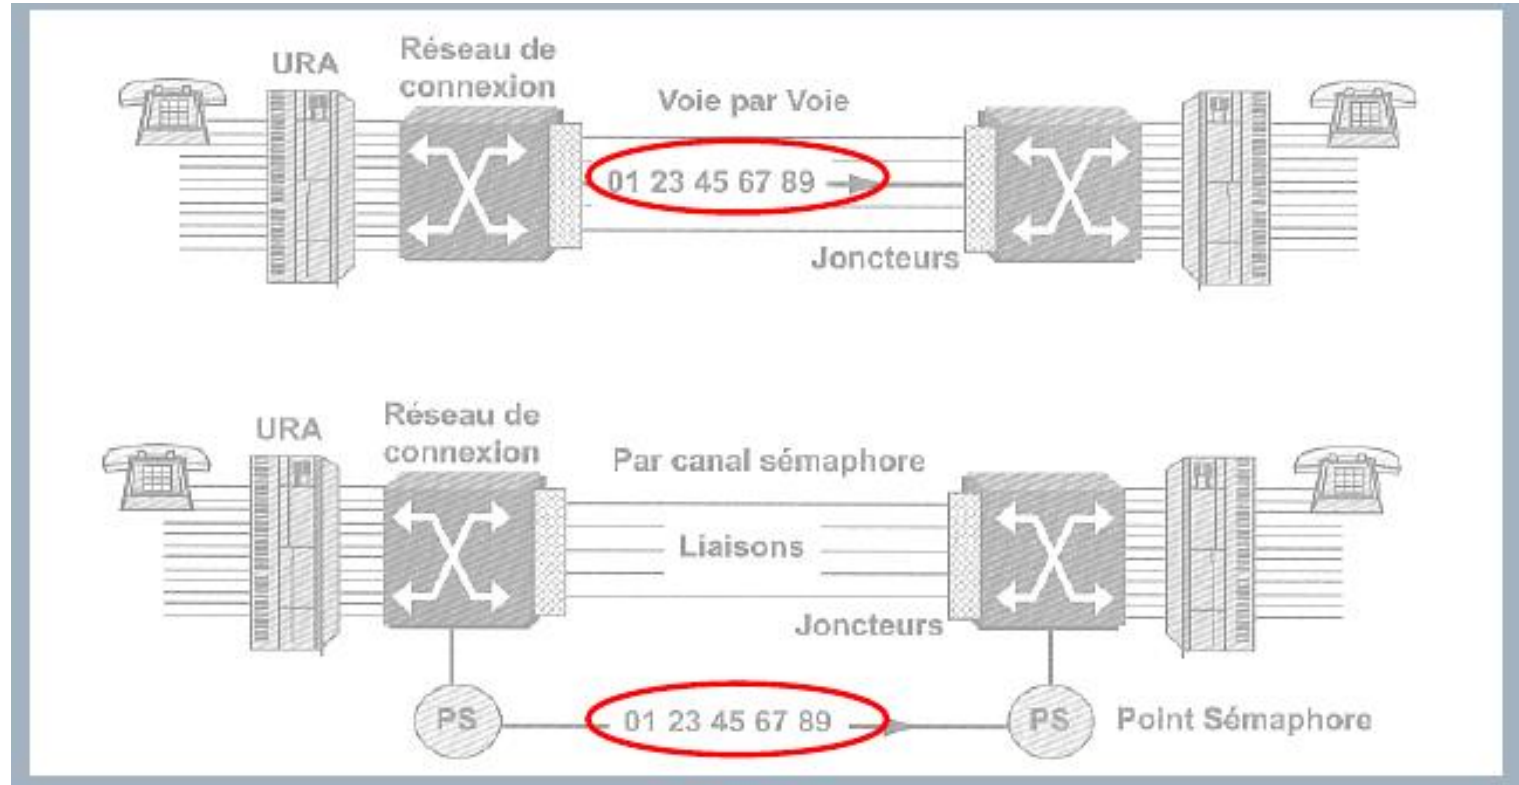 URA
Réseau de
connexion
Voie par Voie
01 23 45 67 89
Joncteurs
URA
Réseau de
connexion
Par canal sémaphore
Liaisons
Joncteurs
PS
01 23 45 67 89
PS
Point Sémaphore